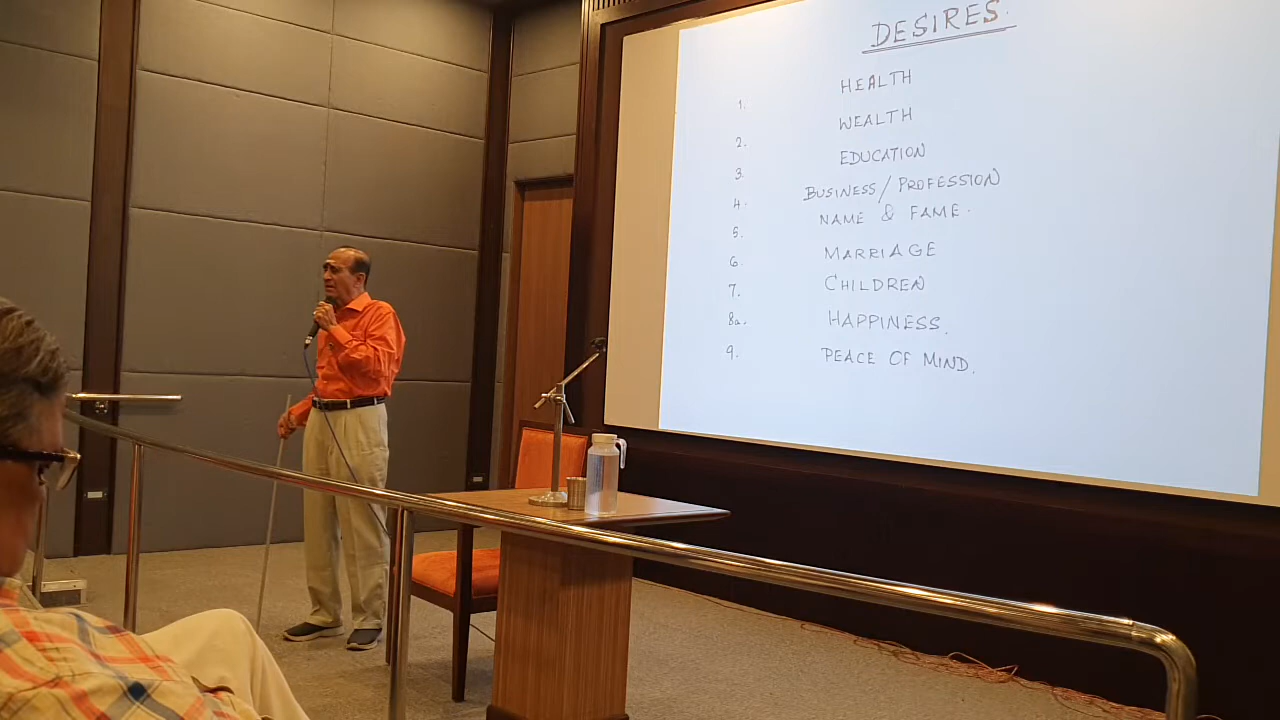 DESIRES.
1. HEALTH
2. WEALTH
3. EDUCATION
4. BUSINESS/PROFESSION
5. NAME & FAME.
6. MARRIAGE
7. CHILDREN
8a. HAPPINESS.
9. PEACE OF MIND.